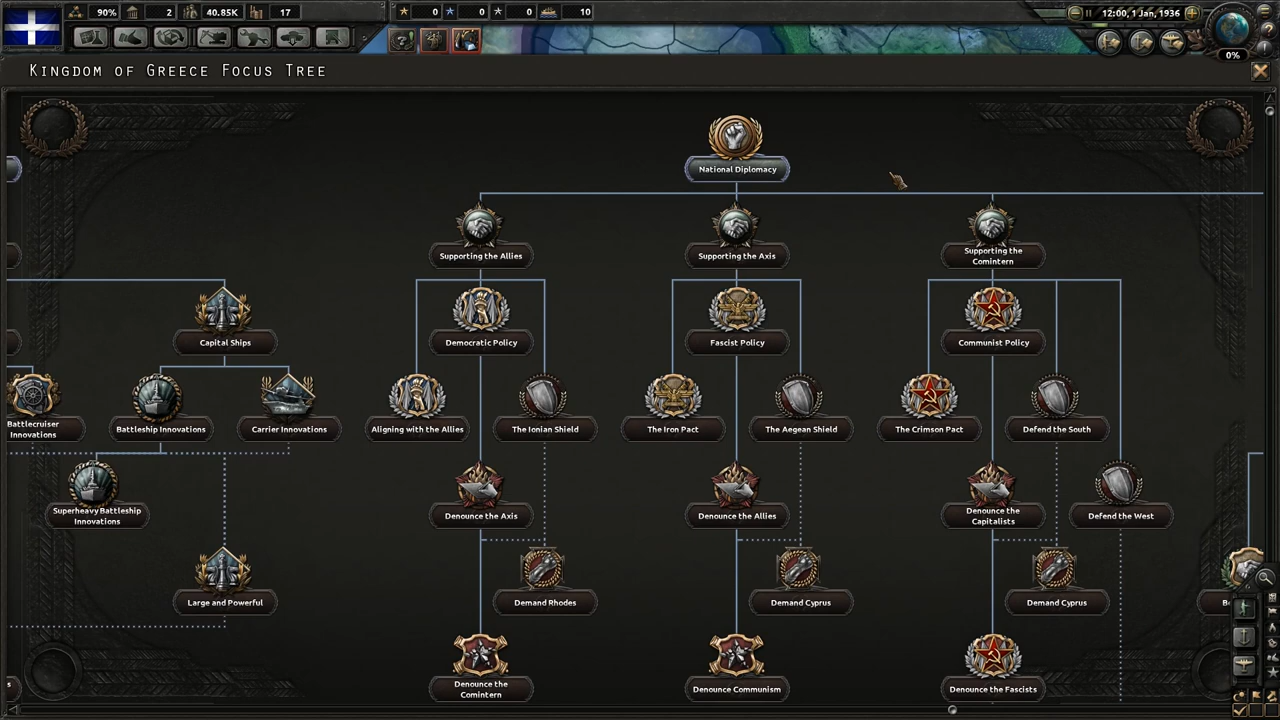 90%
2
40.85K
17
0
0
0
10
12:00, 1 Jan, 1936
0%
Kingdom of Greece Focus Tree
National Diplomacy
Supporting the Allies
Supporting the Axis
Supporting the
Comintern
Capital Ships
Democratic Policy
Fascist Policy
Communist Policy
Battlecruiser
Innovations
Battleship Innovations
Carrier Innovations
Aligning with the Allies
The Ionian Shield
The Iron Pact
The Aegean Shield
The Crimson Pact
Defend the South
Superheavy Battleship
Innovations
Denounce the Axis
Denounce the Allies
Denounce the
Capitalists
Defend the West
Large and Powerful
Demand Rhodes
Demand Cyprus
Demand Cyprus
Denounce the
Comintern
Denounce Communism
Denounce the Fascists